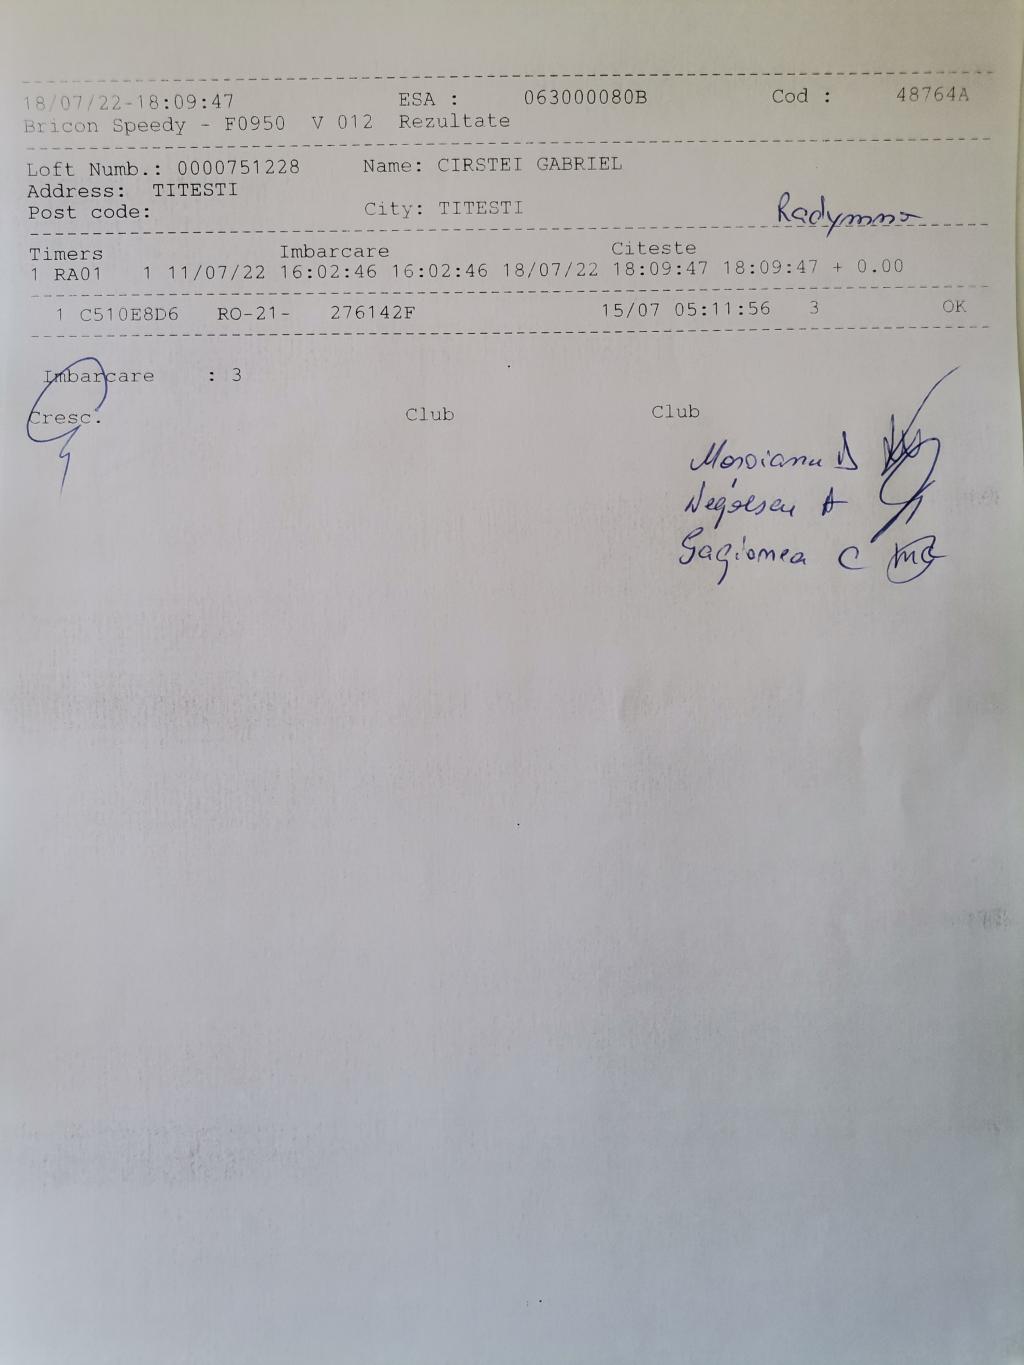 18/07/22-18:09:47 ESA : 063000080B Cod : 48764A
Bricon Speedy - F0950 V 012 Rezultate
Loft Numb.: 0000751228 Name: CIRSTEI GABRIEL
Address: TITESTI
Post code: City: TITESTI
Radymno
Timers Imbarcare Citeste
1 RA01 1 11/07/22 16:02:46 16:02:46 18/07/22 18:09:47 18:09:47 + 0.00
1 C510E8D6 RO-21- 276142F 15/07 05:11:56 3 OK
Imbarcare : 3
Cresc. Club Club
Moroianu D
Negoescu A
C